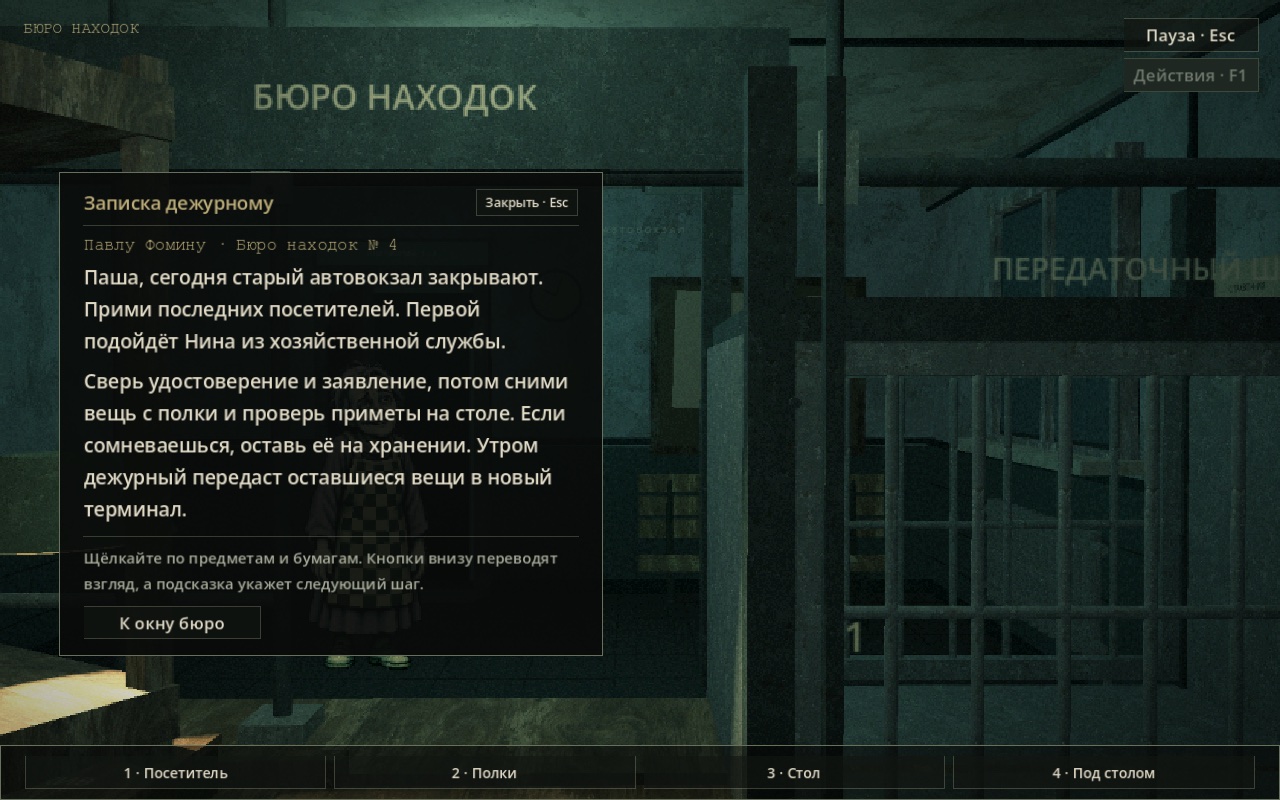 БЮРО НАХОДОК
Пауза · Esc
Действия · F1
БЮРО НАХОДОК
Записка дежурному
Закрыть · Esc
Павлу Фомину · Бюро находок № 4
АВТОВОКЗАЛ
Паша, сегодня старый автовокзал закрывают.
Прими последних посетителей. Первой
подойдёт Нина из хозяйственной службы.
ПЕРЕДАТОЧНЫЙ
Сверь удостоверение и заявление, потом сними
вещь с полки и проверь приметы на столе. Если
сомневаешься, оставь её на хранении. Утром
дежурный передаст оставшиеся вещи в новый
терминал.
Щёлкайте по предметам и бумагам. Кнопки внизу переводят
взгляд, а подсказка укажет следующий шаг.
К окну бюро
1
1 · Посетитель
2 · Полки
3 · Стол
4 · Под столом